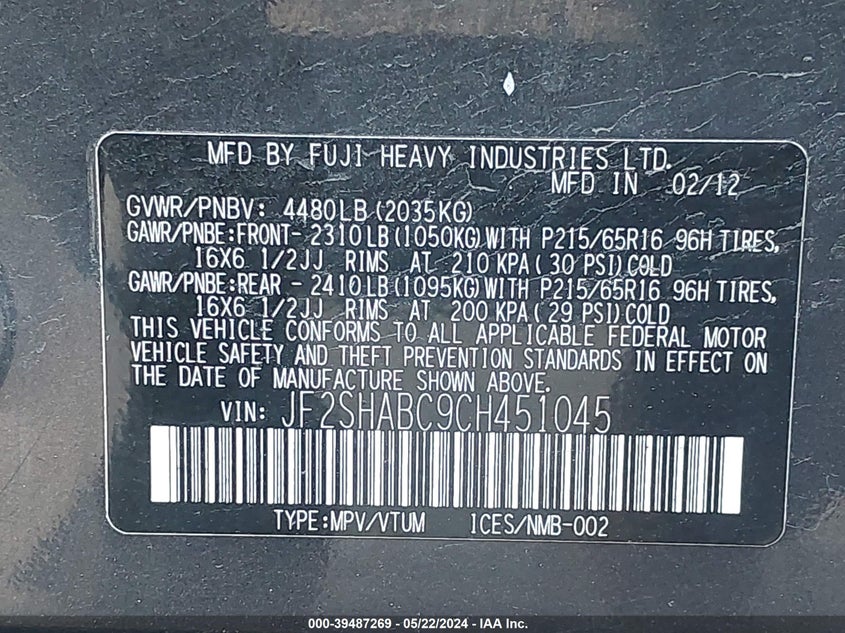 MFD BY FUJI HEAVY INDUSTRIES LTD.
MFD IN 02/12
GVWR/PNBV: 4480LB(2035KG)
GAWR/PNBE:FRONT- 2310LB(1050KG)WITH P215/65R16 96H TIRES,
16X6 1/2JJ RIMS AT 210 KPA(30 PSI)COLD
GAWR/PNBE:REAR - 2410LB(1095KG)WITH P215/65R16 96H TIRES,
16X6 1/2JJ RIMS AT 200 KPA(29 PSI)COLD
THIS VEHICLE CONFORMS TO ALL APPLICABLE FEDERAL MOTOR
VEHICLE SAFETY AND THEFT PREVENTION STANDARDS IN EFFECT ON
THE DATE OF MANUFACTURE SHOWN ABOVE.
VIN: JF2SHABC9CH451045
TYPE:MPV/VTUM ICES/NMB-002
000-39487269 - 05/22/2024 - IAA Inc.